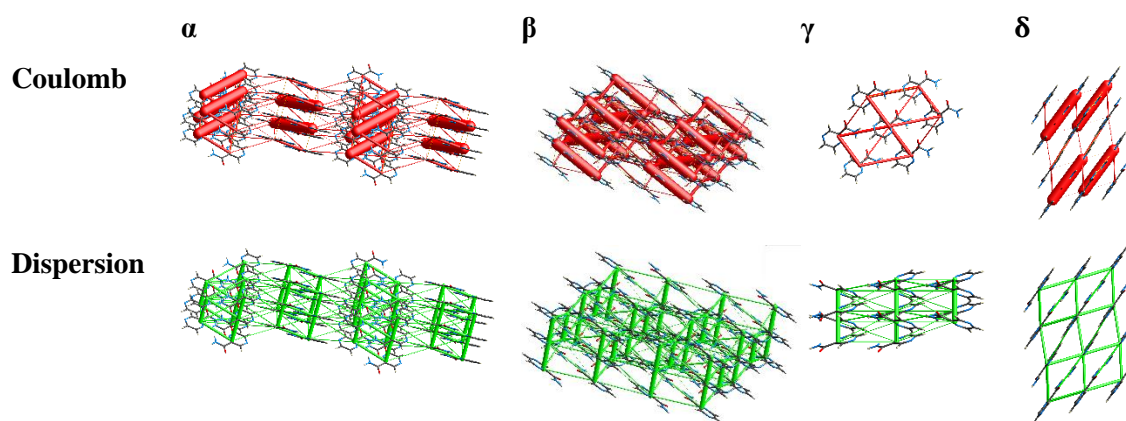 α β γ δ
Coulomb
Dispersion